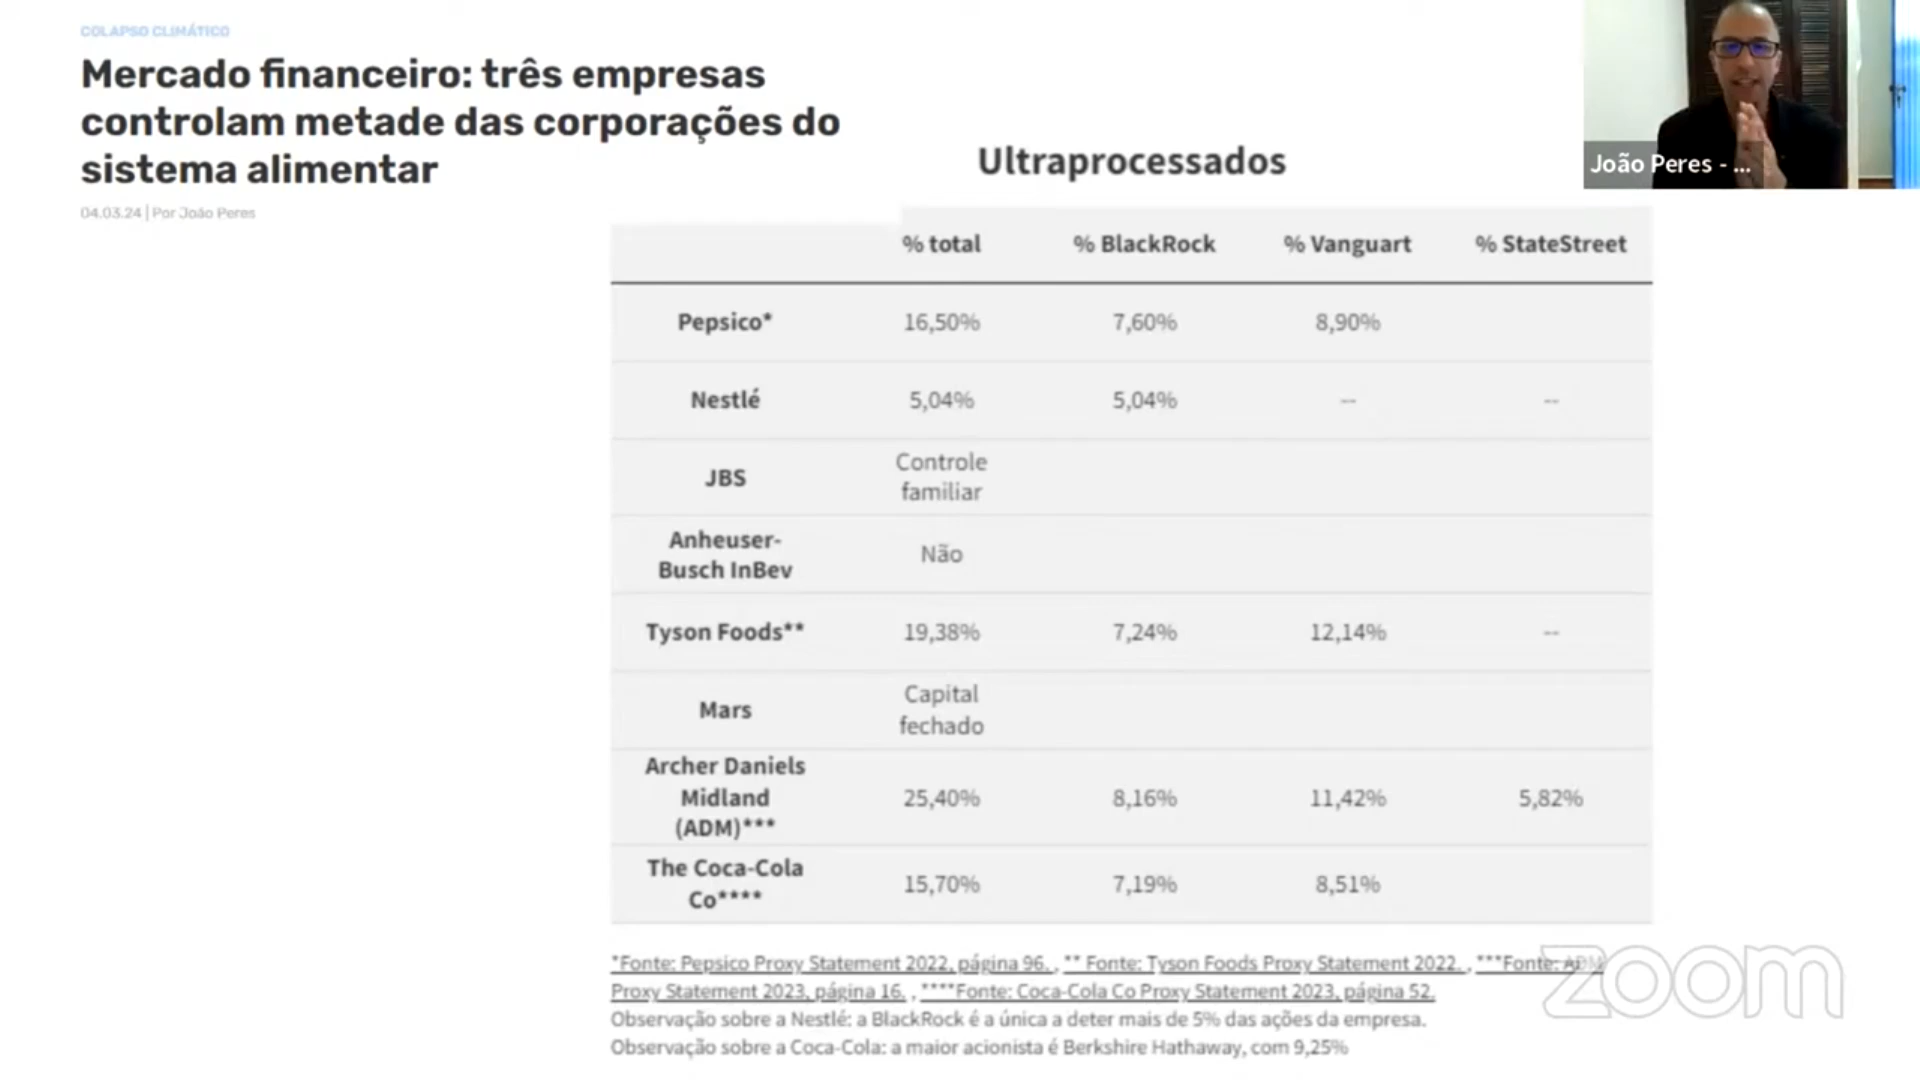 COLAPSO CLIMÁTICO
Mercado financeiro: três empresas
controlam metade das corporações do
sistema alimentar
04.03.24 | Por João Peres
João Peres - ...
Ultraprocessados
% total % BlackRock % Vanguart % StateStreet
Pepsico* 16,50% 7,60% 8,90%
Nestlé 5,04% 5,04% -- --
JBS Controle
familiar
Anheuser-
Busch InBev Não
Tyson Foods** 19,38% 7,24% 12,14% --
Mars Capital
fechado
Archer Daniels
Midland
(ADM)*** 25,40% 8,16% 11,42% 5,82%
The Coca-Cola
Co**** 15,70% 7,19% 8,51%
*Fonte: Pepsico Proxy Statement 2022, página 96. , ** Fonte: Tyson Foods Proxy Statement 2022. , ***Fonte: ADM
Proxy Statement 2023, página 16. , ****Fonte: Coca-Cola Co Proxy Statement 2023, página 52.
Observação sobre a Nestlé: a BlackRock é a única a deter mais de 5% das ações da empresa.
Observação sobre a Coca-Cola: a maior acionista é Berkshire Hathaway, com 9,25%
zoom